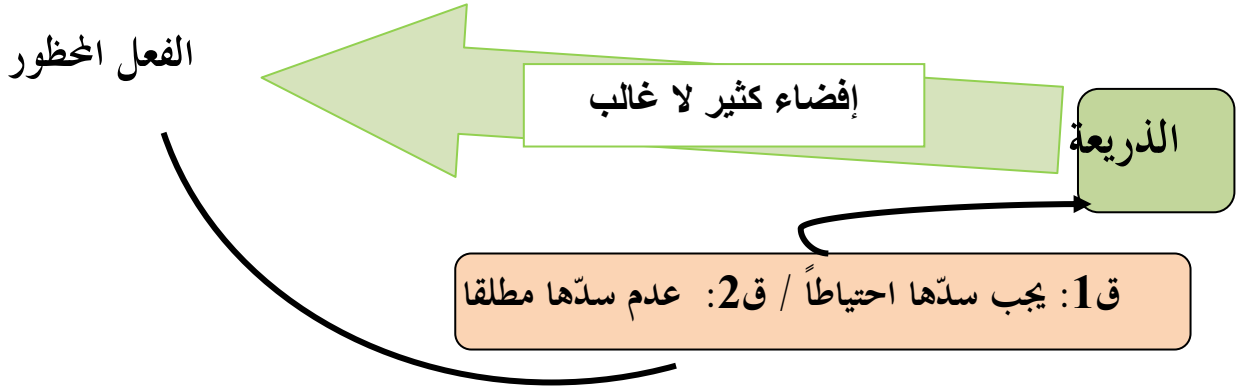 الفعل المحظور
إفضاء كثير لا غالب
الذريعة
ق1: يجب سدّها احتياطاً / ق2: عدم سدّها مطلقا